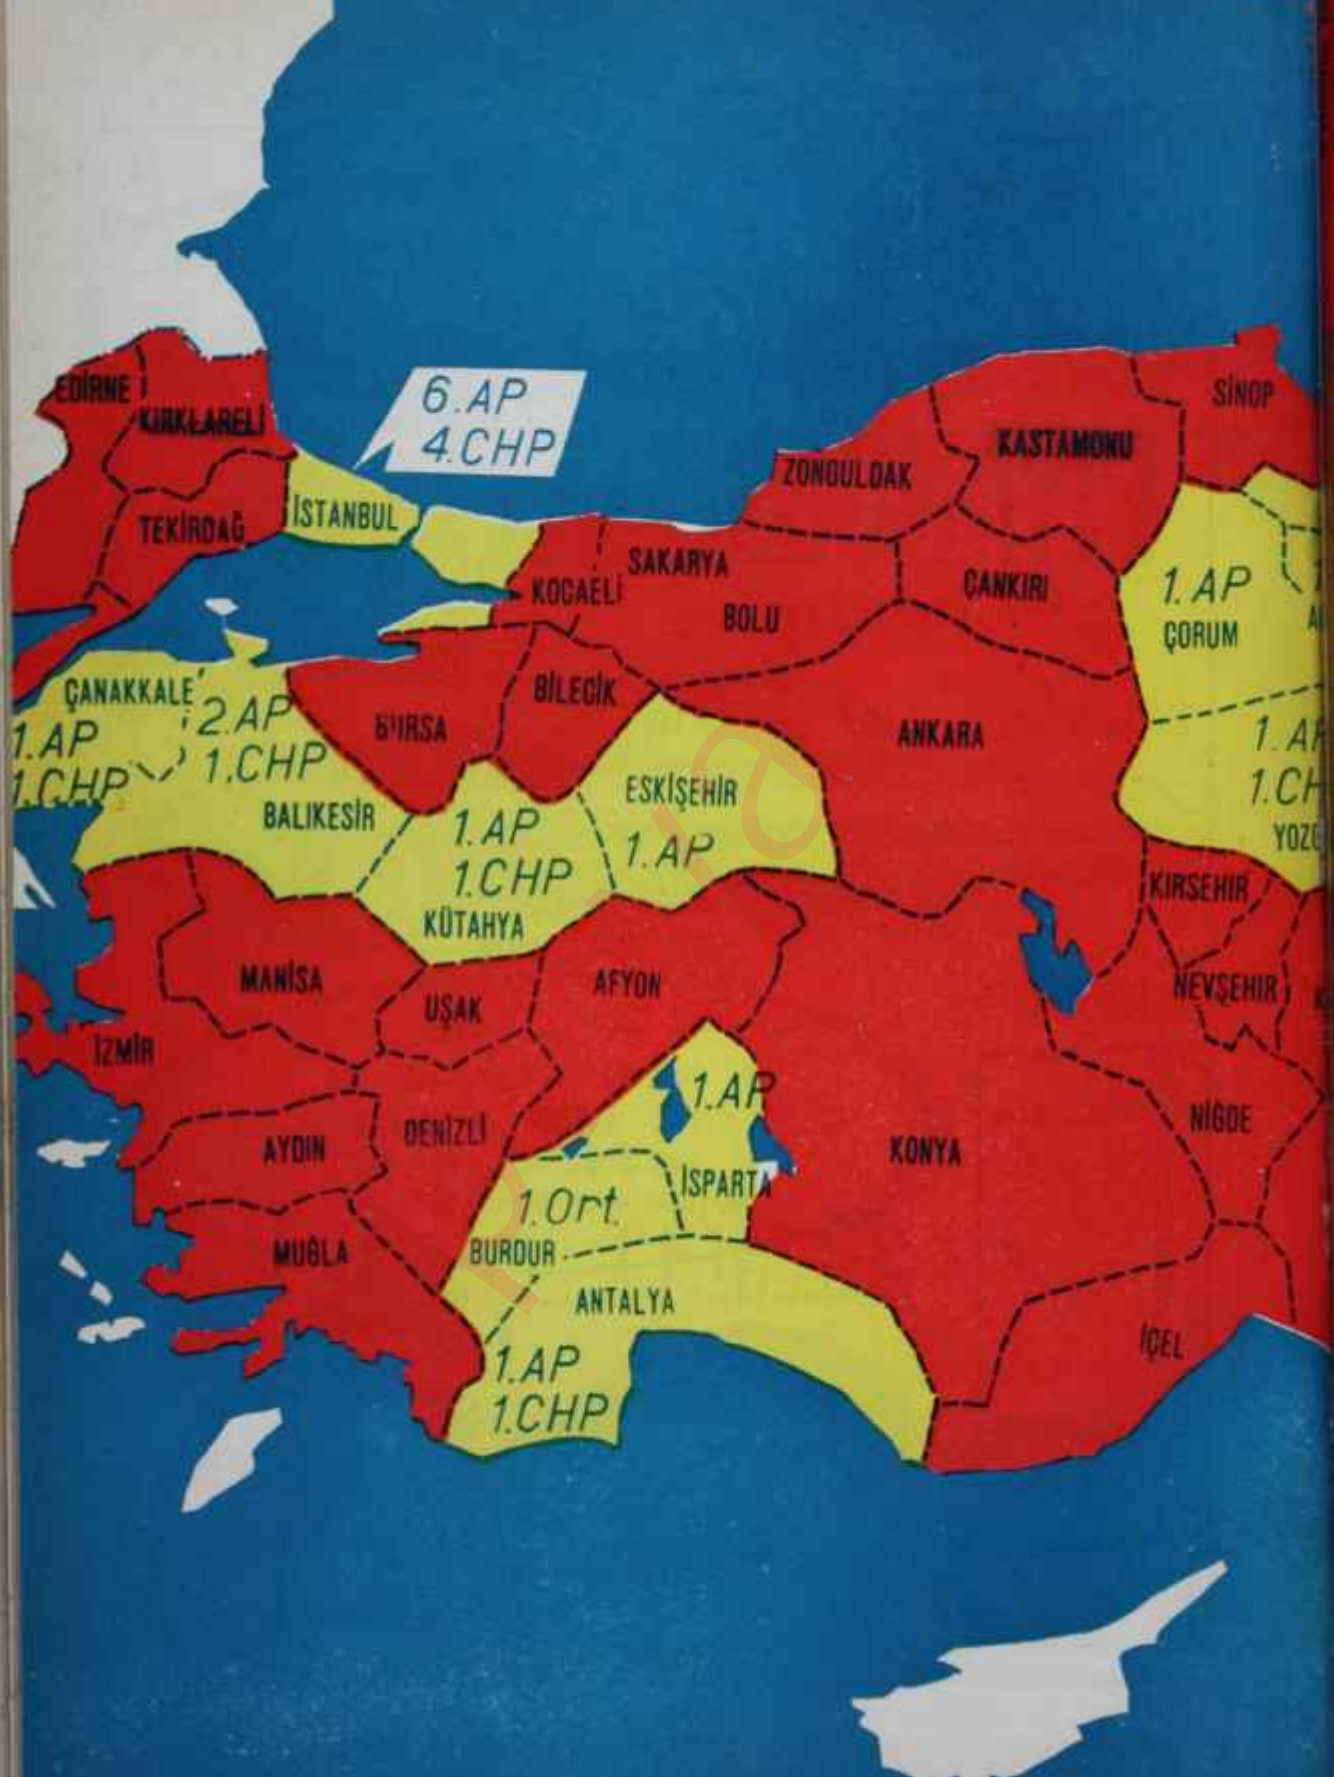 6.AP
4.CHP
EDİRNE
KIRKLARELİ
TEKİRDAĞ
İSTANBUL
KOCAELİ
SAKARYA
BOLU
ZONGULDAK
KASTAMONU
SİNOP
ÇANKIRI
1. AP
ÇORUM
ÇANAKKALE
1.AP
1.CHP
2.AP
1.CHP
BALIKESİR
BURSA
BİLECİK
ESKİŞEHİR
1.AP
1.AP
1.CHP
KÜTAHYA
ANKARA
KIRŞEHİR
NEVŞEHİR
MANİSA
UŞAK
AFYON
İZMİR
AYDIN
DENİZLİ
1.AP
İSPARTA
KONYA
NİĞDE
MUĞLA
1.Ort.
BURDUR
ANTALYA
1.AP
1.CHP
İÇEL